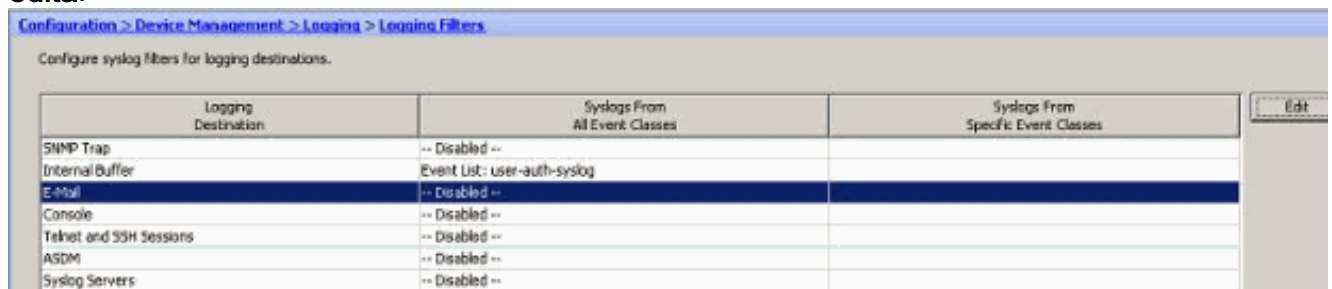 Configuration > Device Management > Logging > Logging Filters
Configure syslog filters for logging destinations.
Logging Destination Syslogs From All Event Classes Syslogs From Specific Event Classes Edit
SNMP Trap -- Disabled --
Internal Buffer Event List: user-auth-syslog
E-Mail -- Disabled --
Console -- Disabled --
Telnet and SSH Sessions -- Disabled --
ASDM -- Disabled --
Syslog Servers -- Disabled --